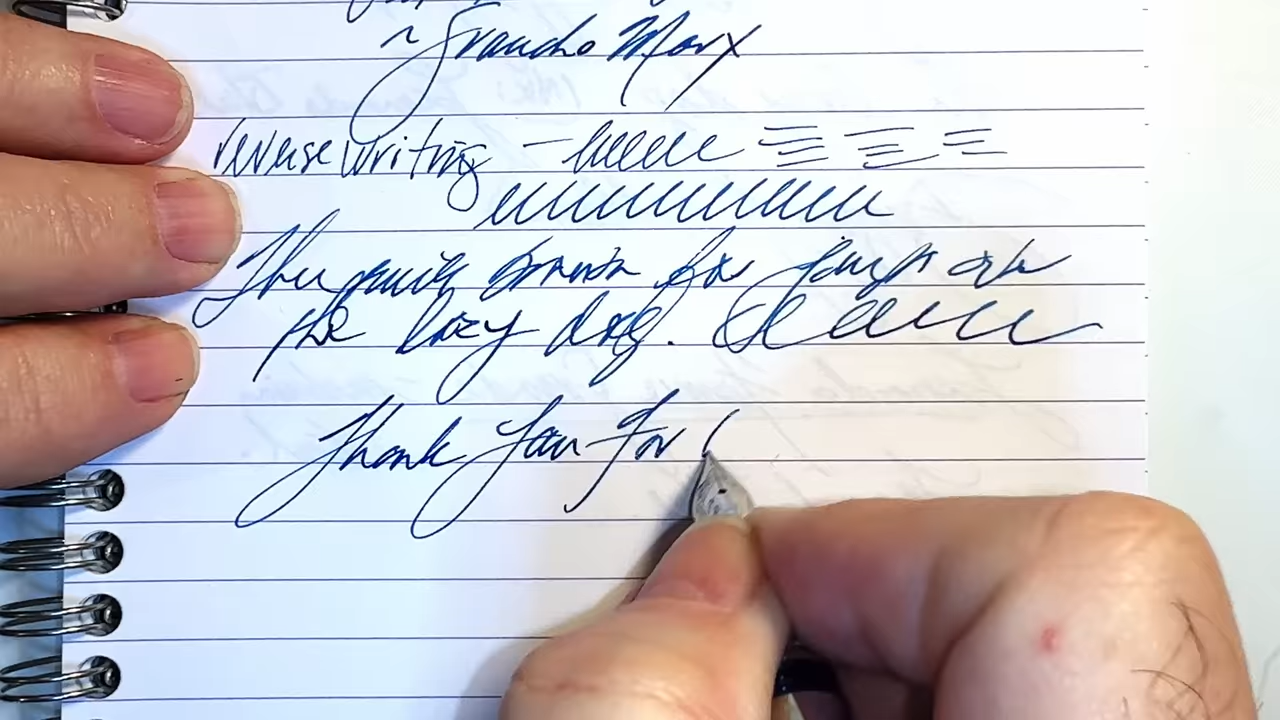 ~ Groucho Marx
reverse writing -
The quick brown fox jumps over
the lazy dog.
Thank You For